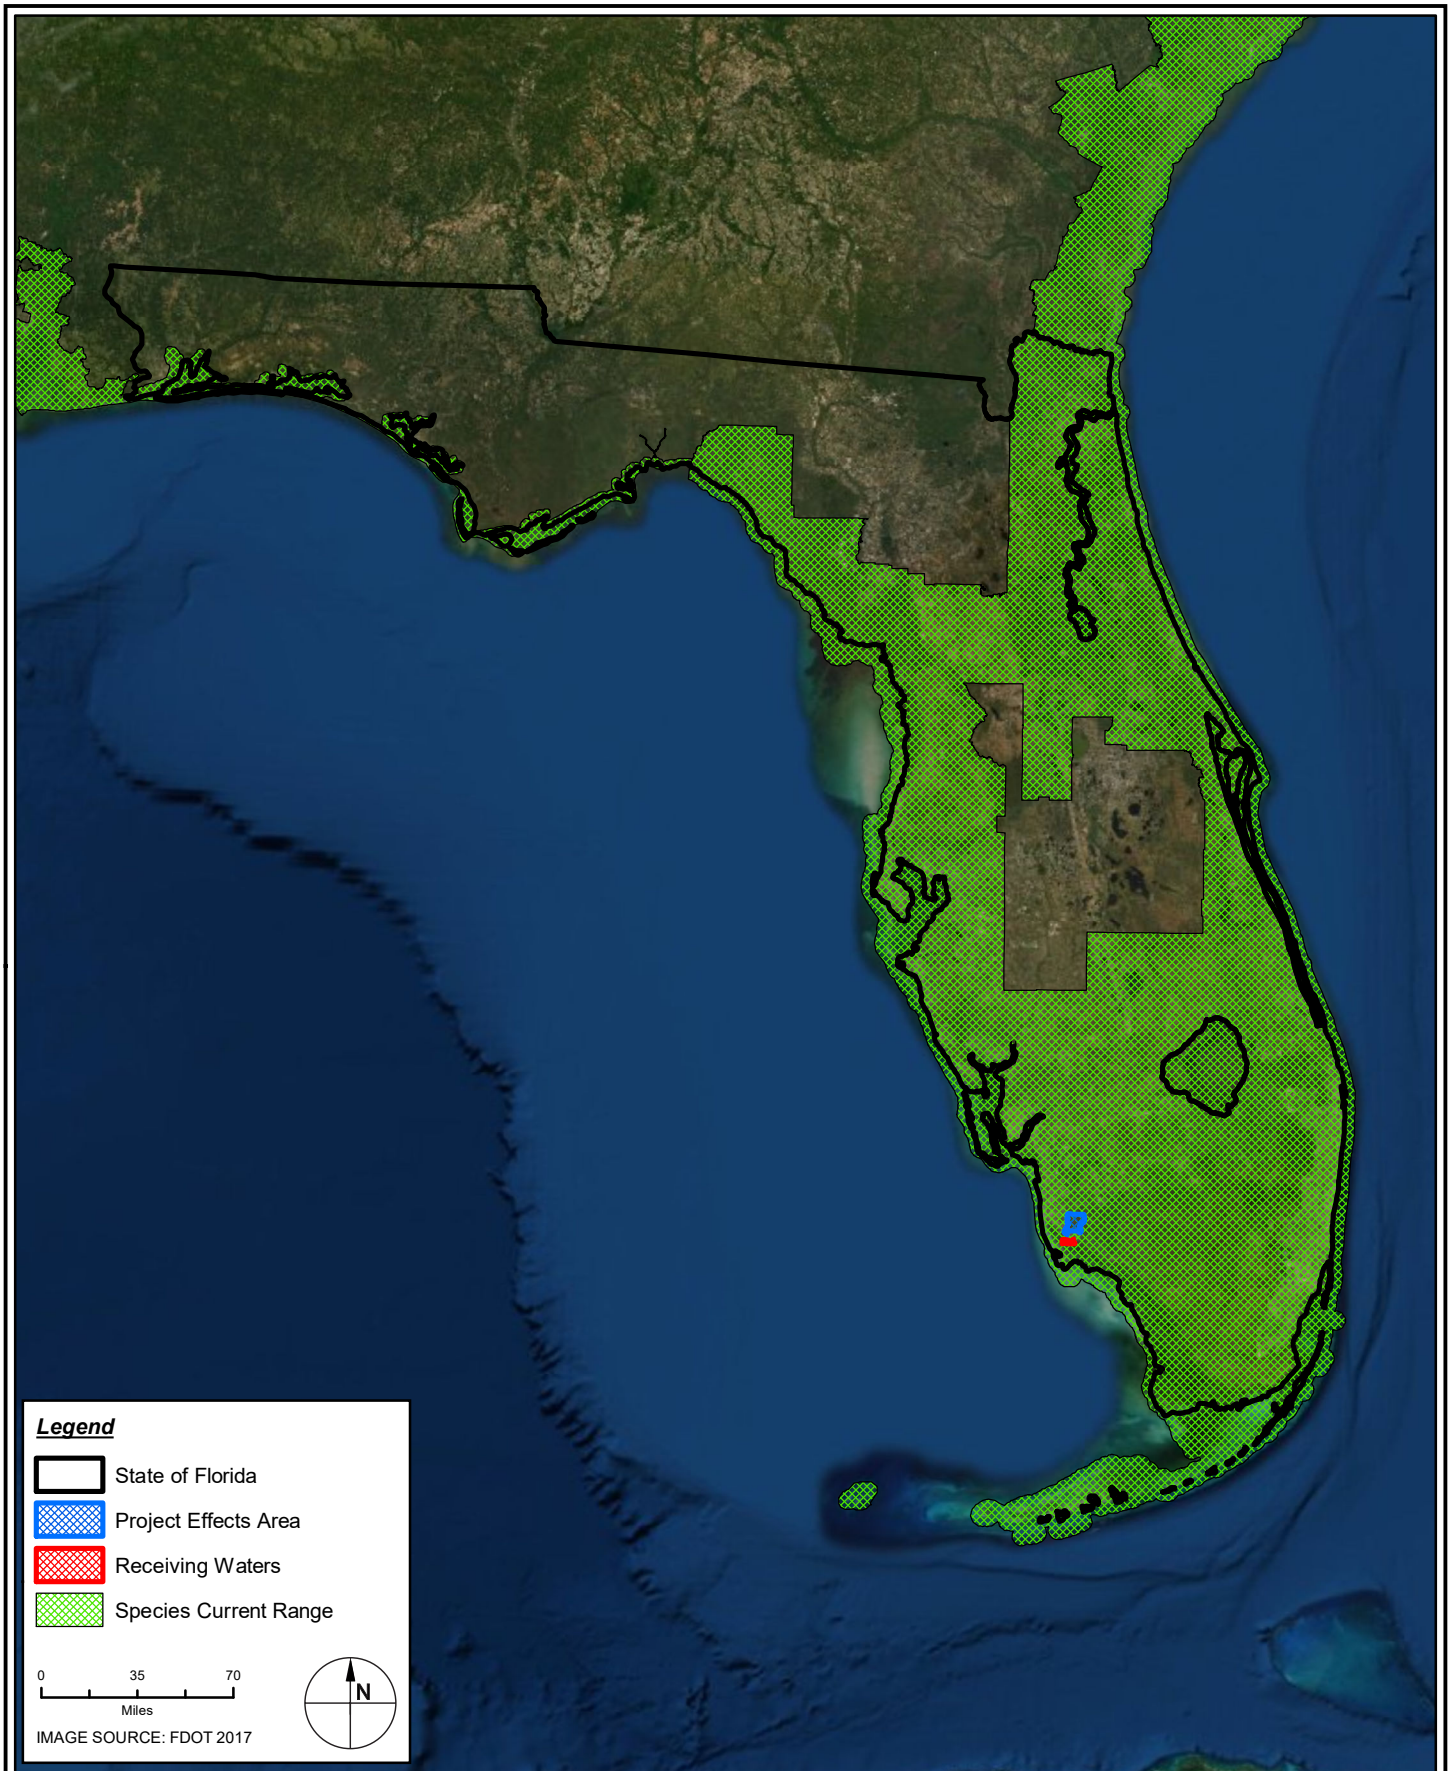 Legend
State of Florida
Project Effects Area
Receiving Waters
Species Current Range
0 35 70
Miles
N
IMAGE SOURCE: FDOT 2017